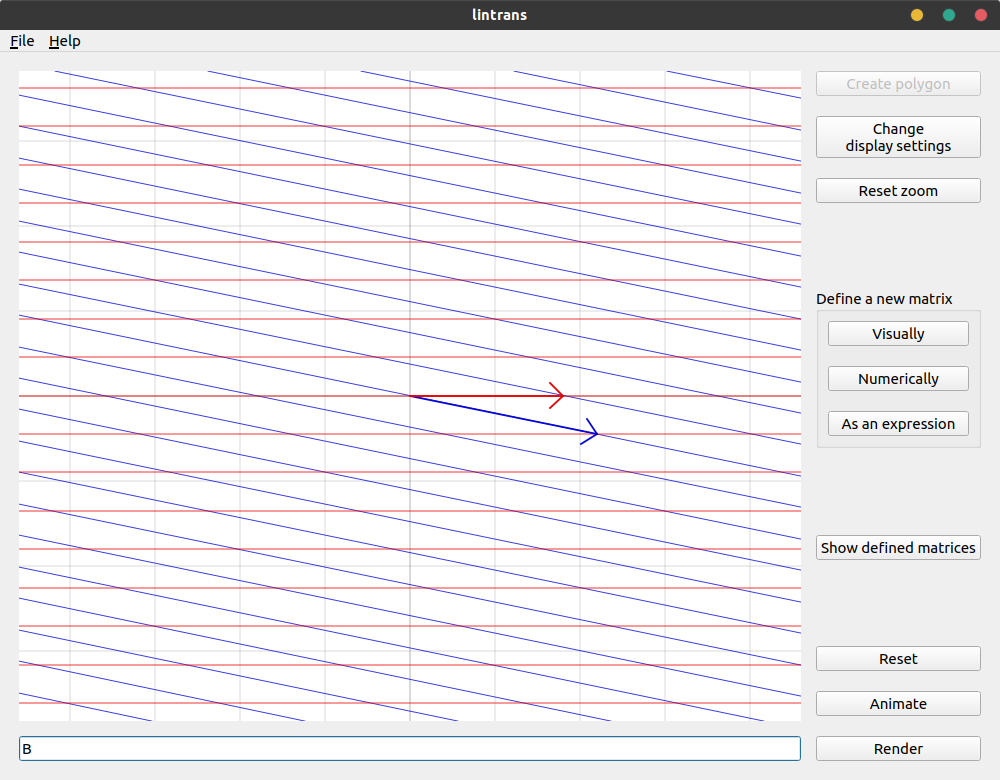 lintrans
File Help
Create polygon
Change
display settings
Reset zoom
Define a new matrix
Visually
Numerically
As an expression
Show defined matrices
Reset
Animate
B
Render